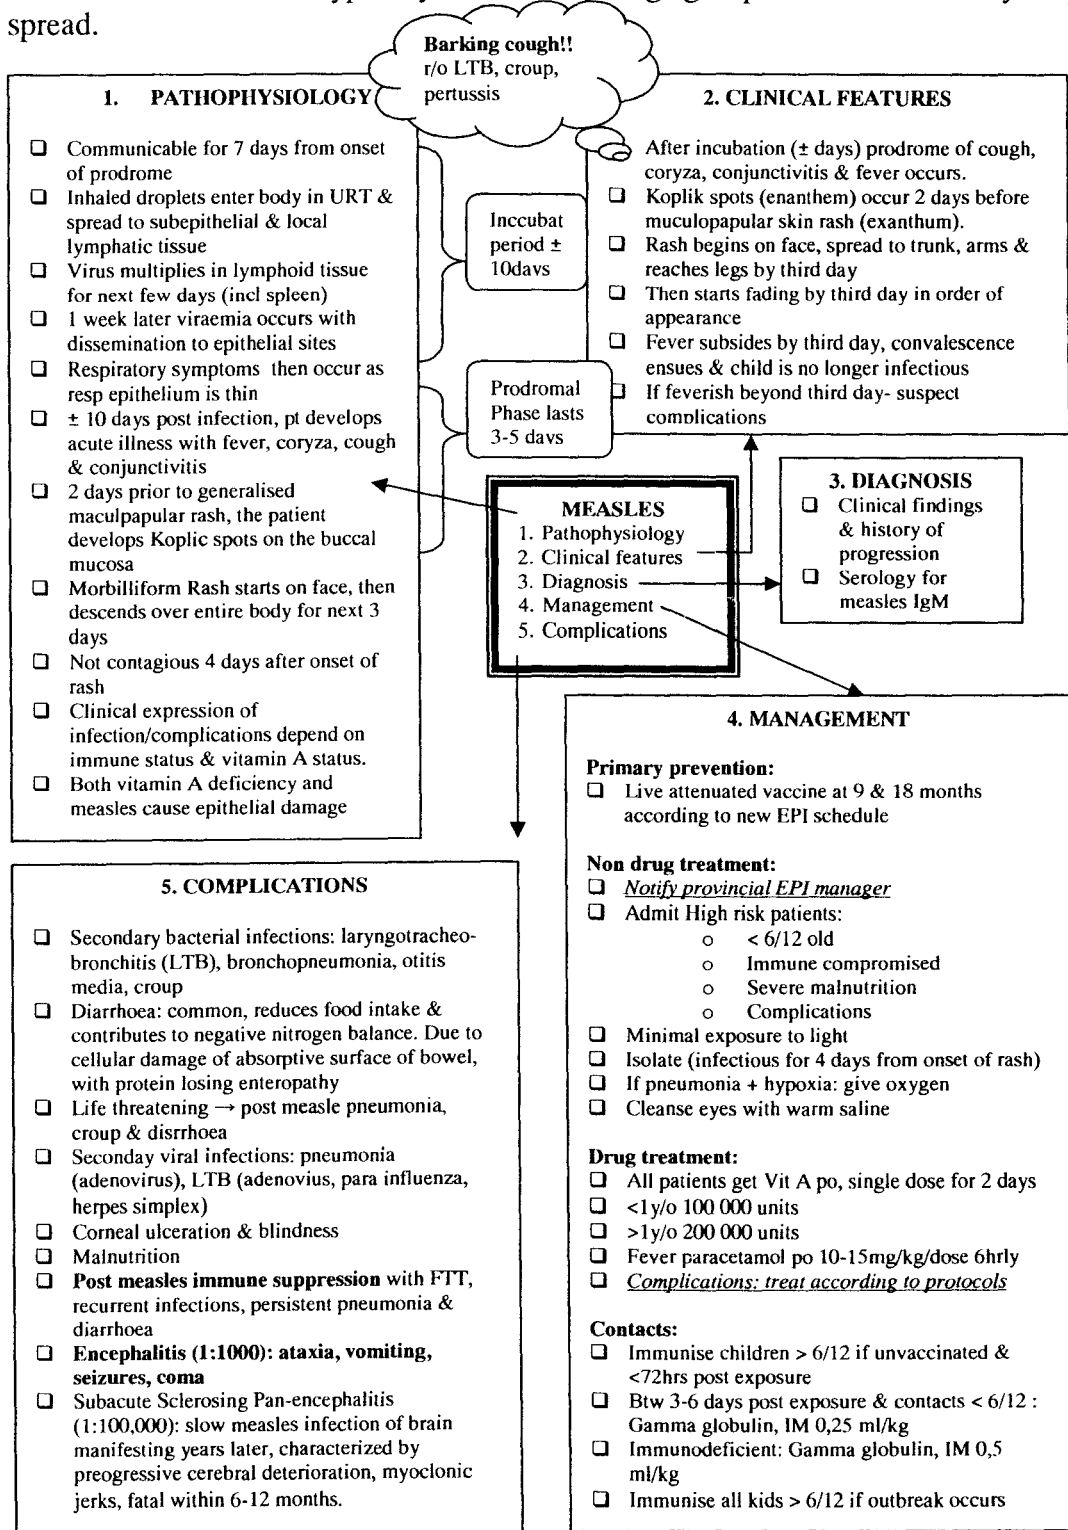 spread.
Barking cough!!
r/o LTB, croup,
pertussis
1. PATHOPHYSIOLOGY
❑ Communicable for 7 days from onset
of prodrome
❑ Inhaled droplets enter body in URT &
spread to subepithelial & local
lymphatic tissue
❑ Virus multiplies in lymphoid tissue
for next few days (incl spleen)
❑ 1 week later viraemia occurs with
dissemination to epithelial sites
❑ Respiratory symptoms then occur as
resp epithelium is thin
❑ ± 10 days post infection, pt develops
acute illness with fever, coryza, cough
& conjunctivitis
❑ 2 days prior to generalised
maculpapular rash, the patient
develops Koplic spots on the buccal
mucosa
❑ Morbilliform Rash starts on face, then
descends over entire body for next 3
days
❑ Not contagious 4 days after onset of
rash
❑ Clinical expression of
infection/complications depend on
immune status & vitamin A status.
❑ Both vitamin A deficiency and
measles cause epithelial damage
Inccubat
period ±
10days
Prodromal
Phase lasts
3-5 days
2. CLINICAL FEATURES
After incubation (± days) prodrome of cough,
coryza, conjunctivitis & fever occurs.
❑ Koplik spots (enanthem) occur 2 days before
muculopapular skin rash (exanthum).
❑ Rash begins on face, spread to trunk, arms &
reaches legs by third day
❑ Then starts fading by third day in order of
appearance
❑ Fever subsides by third day, convalescence
ensues & child is no longer infectious
❑ If feverish beyond third day- suspect
complications
MEASLES
1. Pathophysiology
2. Clinical features
3. Diagnosis
4. Management
5. Complications
3. DIAGNOSIS
❑ Clinical findings
& history of
progression
❑ Serology for
measles IgM
4. MANAGEMENT
Primary prevention:
❑ Live attenuated vaccine at 9 & 18 months
according to new EPI schedule
Non drug treatment:
❑ Notify provincial EPI manager
❑ Admit High risk patients:
o < 6/12 old
o Immune compromised
o Severe malnutrition
o Complications
❑ Minimal exposure to light
❑ Isolate (infectious for 4 days from onset of rash)
❑ If pneumonia + hypoxia: give oxygen
❑ Cleanse eyes with warm saline
Drug treatment:
❑ All patients get Vit A po, single dose for 2 days
❑ <1y/o 100 000 units
❑ >1y/o 200 000 units
❑ Fever paracetamol po 10-15mg/kg/dose 6hrly
❑ Complications: treat according to protocols
Contacts:
❑ Immunise children > 6/12 if unvaccinated &
<72hrs post exposure
❑ Btw 3-6 days post exposure & contacts < 6/12 :
Gamma globulin, IM 0,25 ml/kg
❑ Immunodeficient: Gamma globulin, IM 0,5
ml/kg
❑ Immunise all kids > 6/12 if outbreak occurs
5. COMPLICATIONS
❑ Secondary bacterial infections: laryngotracheo-
bronchitis (LTB), bronchopneumonia, otitis
media, croup
❑ Diarrhoea: common, reduces food intake &
contributes to negative nitrogen balance. Due to
cellular damage of absorptive surface of bowel,
with protein losing enteropathy
❑ Life threatening → post measle pneumonia,
croup & disrrhoea
❑ Seconday viral infections: pneumonia
(adenovirus), LTB (adenovius, para influenza,
herpes simplex)
❑ Corneal ulceration & blindness
❑ Malnutrition
❑ Post measles immune suppression with FTT,
recurrent infections, persistent pneumonia &
diarrhoea
❑ Encephalitis (1:1000): ataxia, vomiting,
seizures, coma
❑ Subacute Sclerosing Pan-encephalitis
(1:100,000): slow measles infection of brain
manifesting years later, characterized by
preogressive cerebral deterioration, myoclonic
jerks, fatal within 6-12 months.